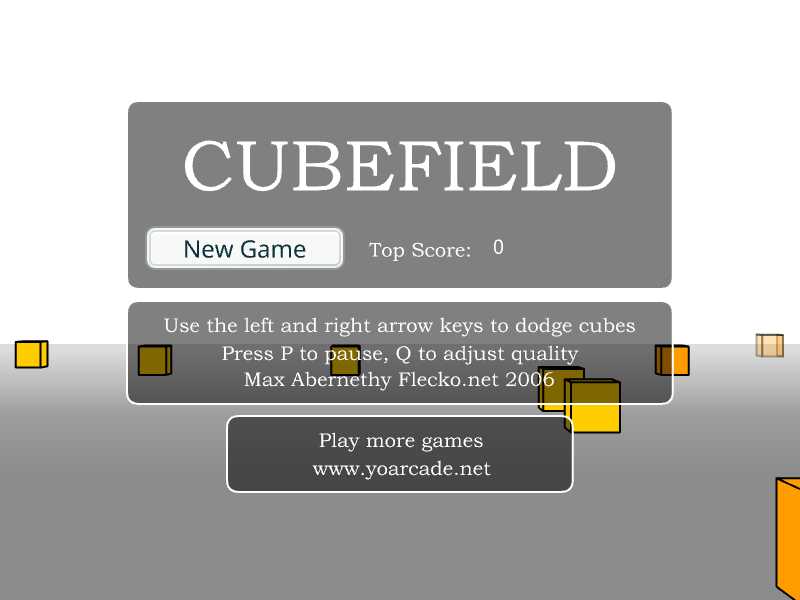 CUBEFIELD
New Game
Top Score: 0
Use the left and right arrow keys to dodge cubes
Press P to pause, Q to adjust quality
Max Abernethy Flecko.net 2006
Play more games
www.yoarcade.net